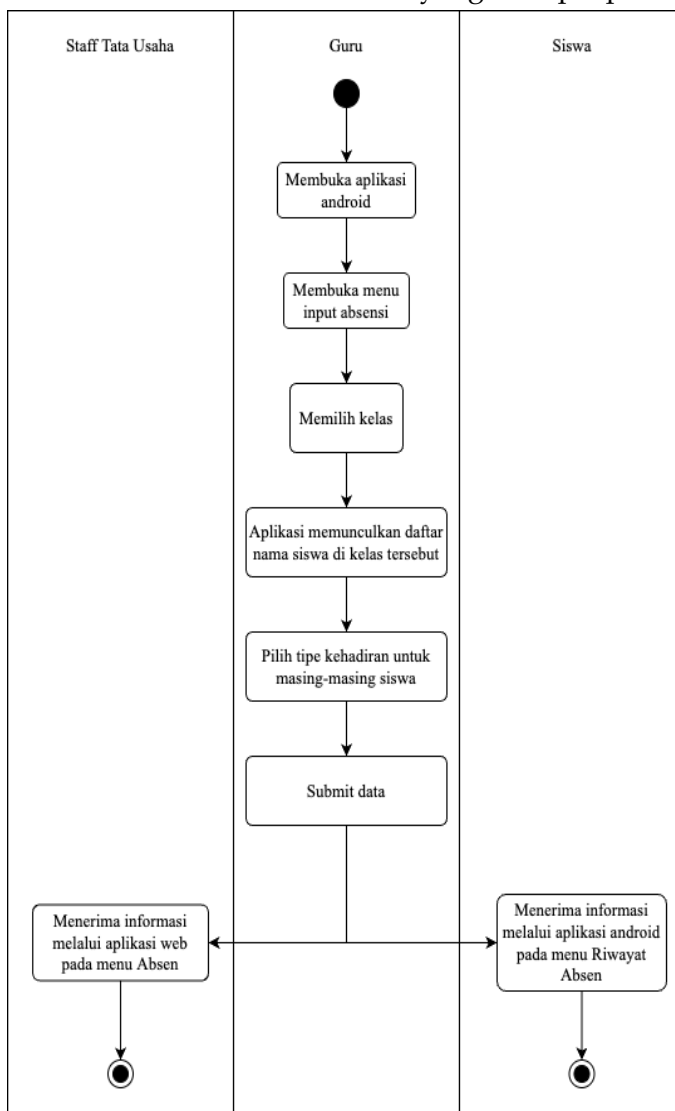 Staff Tata Usaha
Guru
Siswa
Membuka aplikasi
android
Membuka menu
input absensi
Memilih kelas
Aplikasi memunculkan daftar
nama siswa di kelas tersebut
Pilih tipe kehadiran untuk
masing-masing siswa
Submit data
Menerima informasi
melalui aplikasi web
pada menu Absen
Menerima informasi
melalui aplikasi android
pada menu Riwayat
Absen